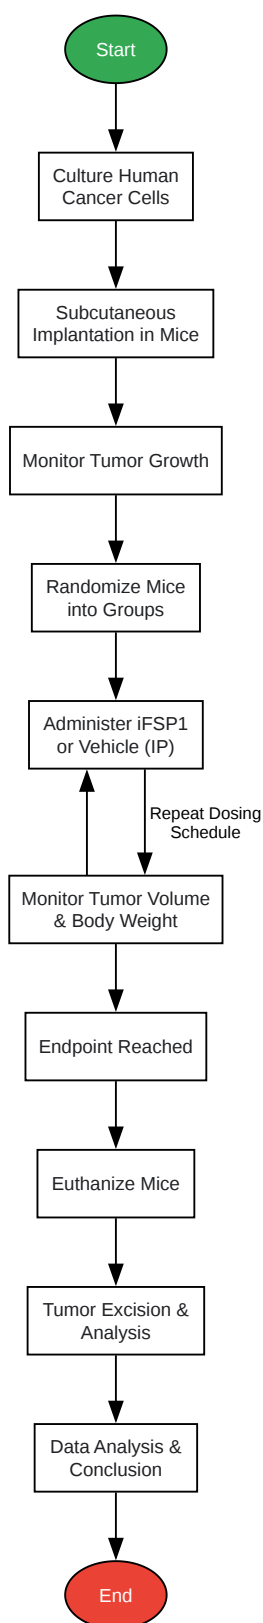 Start
Culture Human
Cancer Cells
Subcutaneous
Implantation in Mice
Monitor Tumor Growth
Randomize Mice
into Groups
Administer iFSP1
or Vehicle (IP)
Repeat Dosing
Schedule
Monitor Tumor Volume
& Body Weight
Endpoint Reached
Euthanize Mice
Tumor Excision &
Analysis
Data Analysis &
Conclusion
End